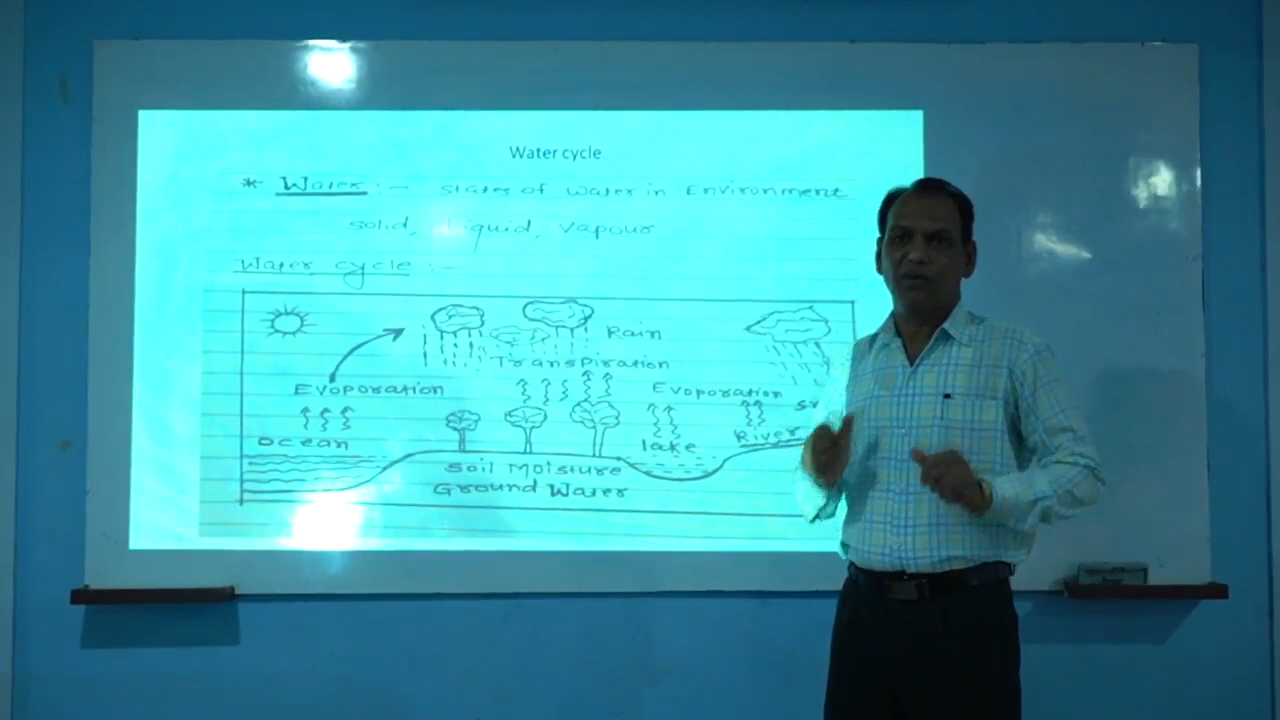 Water cycle
* Water :- States of Water in Environment
Solid, Liquid, Vapour
Water cycle :-
Rain
Transpiration
Evoporation Evoporation
Ocean lake River
Soil Moisture
Ground Water